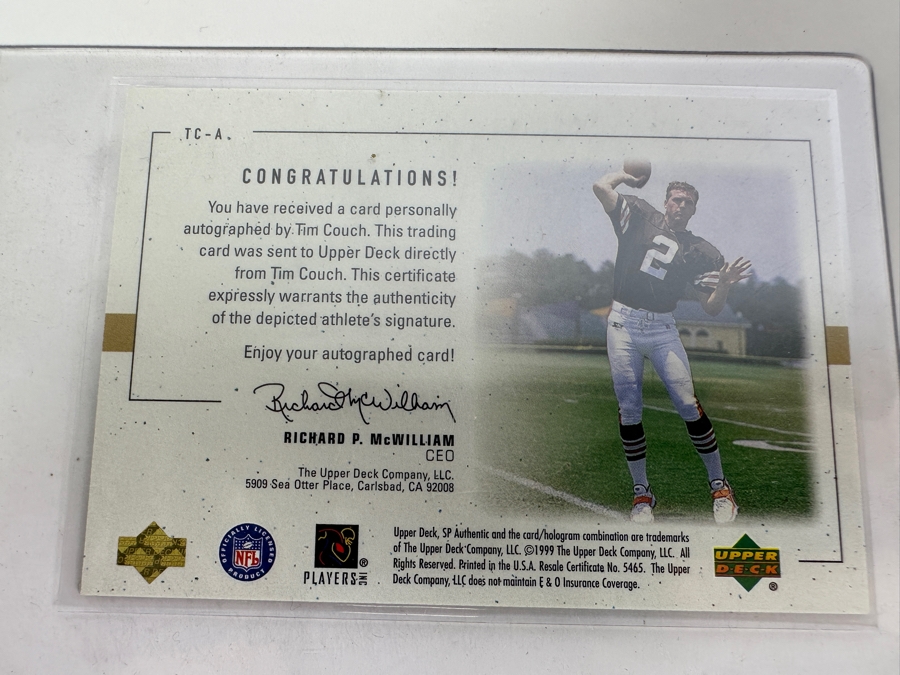 TC-A.
CONGRATULATIONS!
You have received a card personally
autographed by Tim Couch. This trading
card was sent to Upper Deck directly
from Tim Couch. This certificate
expressly warrants the authenticity
of the depicted athlete's signature.
Enjoy your autographed card!
Richard P. McWilliam
RICHARD P. McWILLIAM
CEO
The Upper Deck Company, LLC.
5909 Sea Otter Place, Carlsbad, CA 92008
2
OFFICIALLY LICENSED
NFL
PRODUCT
PLAYERS INC ®
Upper Deck, SP Authentic and the card/hologram combination are trademarks
of The Upper Deck Company, LLC. ©1999 The Upper Deck Company, LLC. All
Rights Reserved. Printed in the U.S.A. Resale Certificate No. 5465. The Upper
Deck Company, LLC does not maintain E & O Insurance Coverage.
UPPER
DECK
®